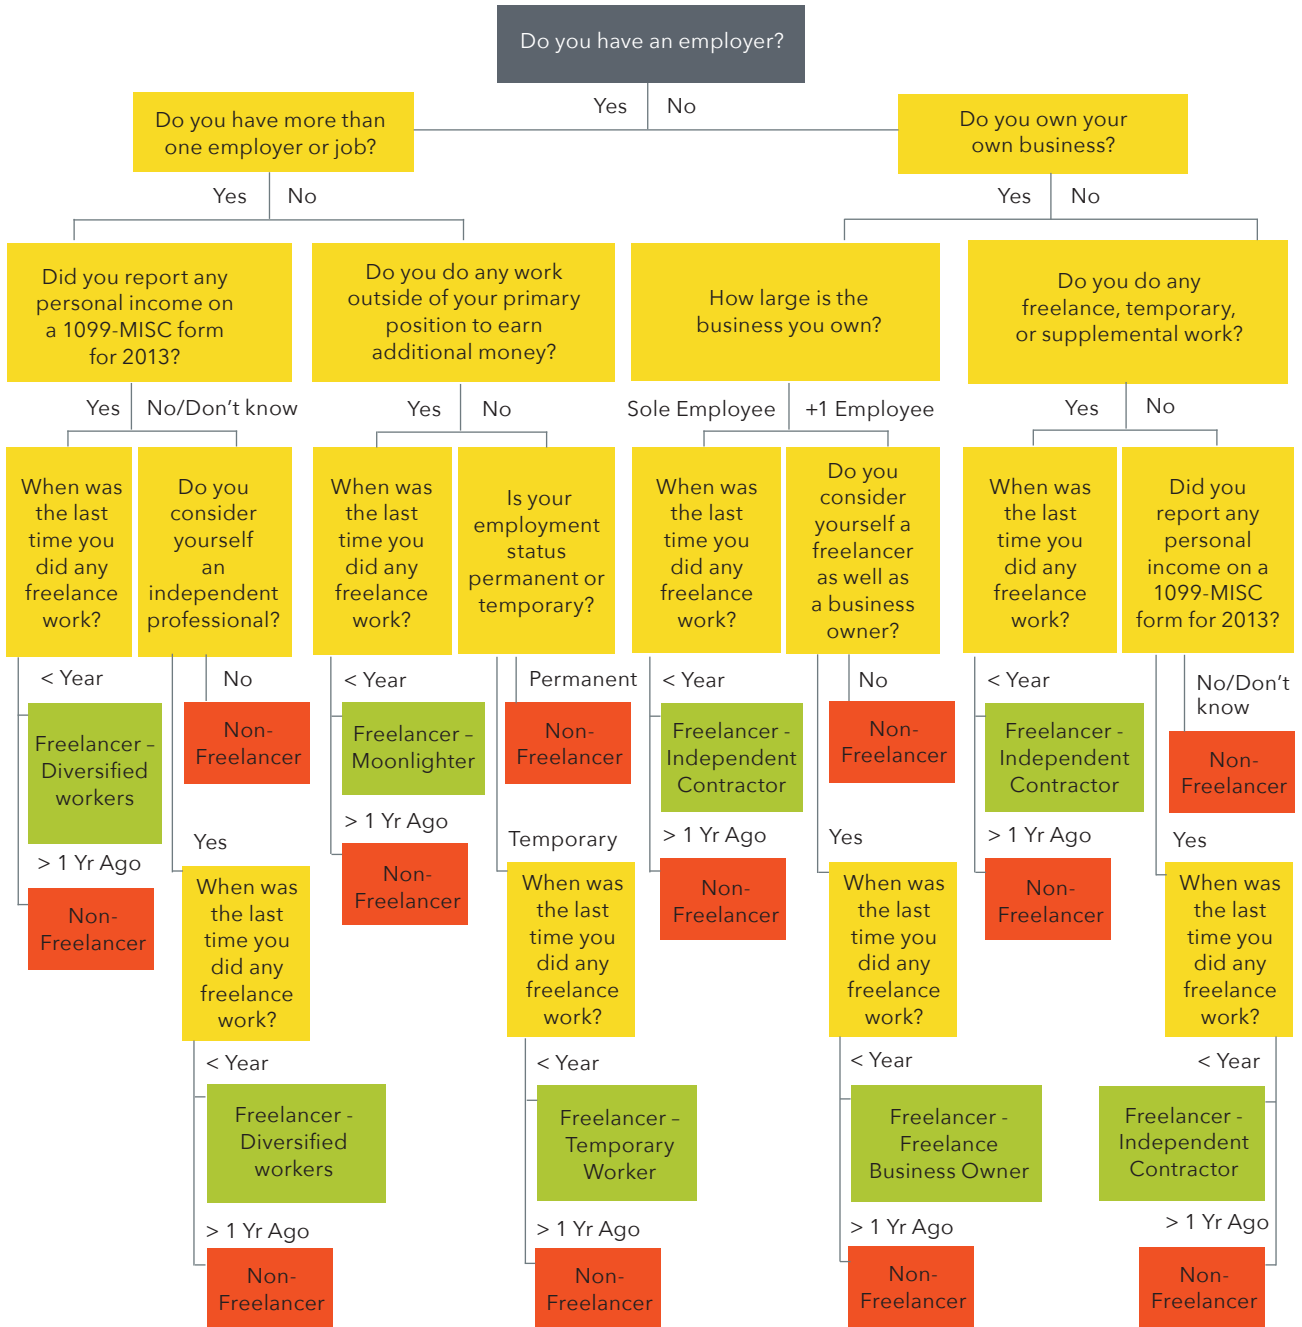 Do you have an employer?
Yes
No
Do you have more than
one employer or job?
Do you own your
own business?
Yes
No
Yes
No
Did you report any
personal income on
a 1099-MISC form
for 2013?
Do you do any work
outside of your primary
position to earn
additional money?
How large is the
business you own?
Do you do any
freelance, temporary,
or supplemental work?
Yes
No/Don't know
Yes
No
Sole Employee
+1 Employee
Yes
No
When was
the last
time you
did any
freelance
work?
Do you
consider
yourself
an
independent
professional?
When was
the last
time you
did any
freelance
work?
Is your
employment
status
permanent or
temporary?
When was
the last
time you
did any
freelance
work?
Do you
consider
yourself a
freelancer
as well as
a business
owner?
When was
the last
time you
did any
freelance
work?
Did you
report any
personal
income on a
1099-MISC
form for 2013?
< Year
No
< Year
Permanent
< Year
No
< Year
No/Don't
know
Freelancer –
Diversified
workers
Non-
Freelancer
Freelancer –
Moonlighter
Non-
Freelancer
Freelancer -
Independent
Contractor
Non-
Freelancer
Freelancer -
Independent
Contractor
Non-
Freelancer
> 1 Yr Ago
Yes
> 1 Yr Ago
Temporary
> 1 Yr Ago
Yes
> 1 Yr Ago
Yes
Non-
Freelancer
When was
the last
time you
did any
freelance
work?
Non-
Freelancer
When was
the last
time you
did any
freelance
work?
Non-
Freelancer
When was
the last
time you
did any
freelance
work?
Non-
Freelancer
When was
the last
time you
did any
freelance
work?
< Year
< Year
< Year
< Year
Freelancer -
Diversified
workers
Freelancer –
Temporary
Worker
Freelancer -
Freelance
Business Owner
Freelancer -
Independent
Contractor
> 1 Yr Ago
> 1 Yr Ago
> 1 Yr Ago
> 1 Yr Ago
Non-
Freelancer
Non-
Freelancer
Non-
Freelancer
Non-
Freelancer